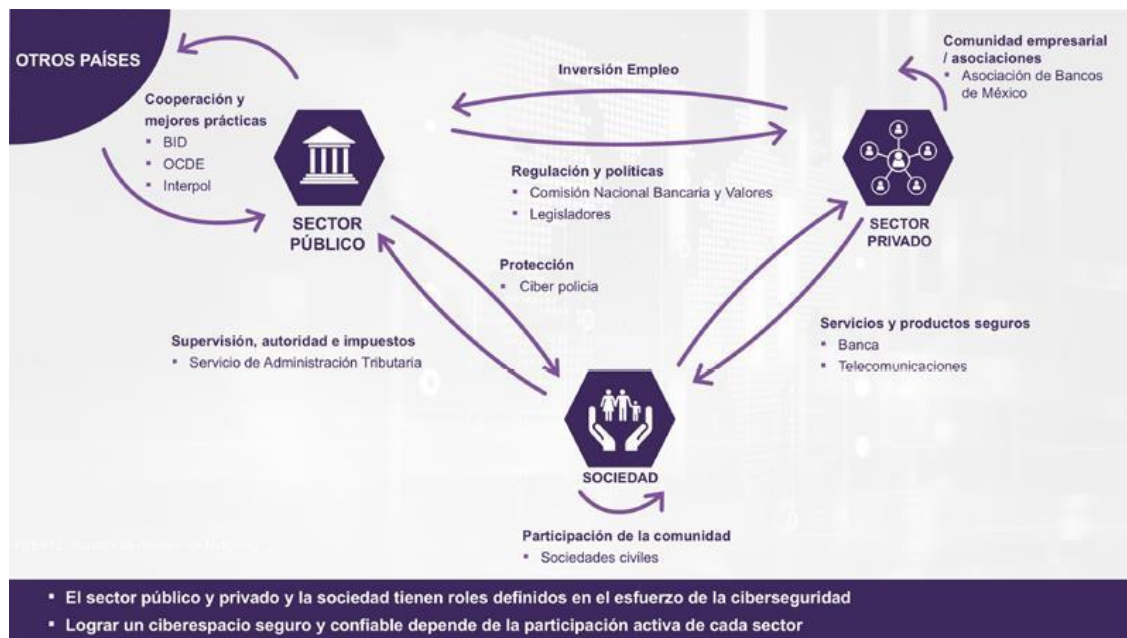 OTROS PAÍSES
Cooperación y
mejores prácticas
▪ BID
▪ OCDE
▪ Interpol
SECTOR
PÚBLICO
Inversión Empleo
Regulación y políticas
▪ Comisión Nacional Bancaria y Valores
▪ Legisladores
Comunidad empresarial
/ asociaciones
▪ Asociación de Bancos
de México
SECTOR
PRIVADO
Protección
▪ Ciber policia
Supervisión, autoridad e impuestos
▪ Servicio de Administración Tributaria
Servicios y productos seguros
▪ Banca
▪ Telecomunicaciones
SOCIEDAD
Participación de la comunidad
▪ Sociedades civiles
▪ El sector público y privado y la sociedad tienen roles definidos en el esfuerzo de la ciberseguridad
▪ Lograr un ciberespacio seguro y confiable depende de la participación activa de cada sector